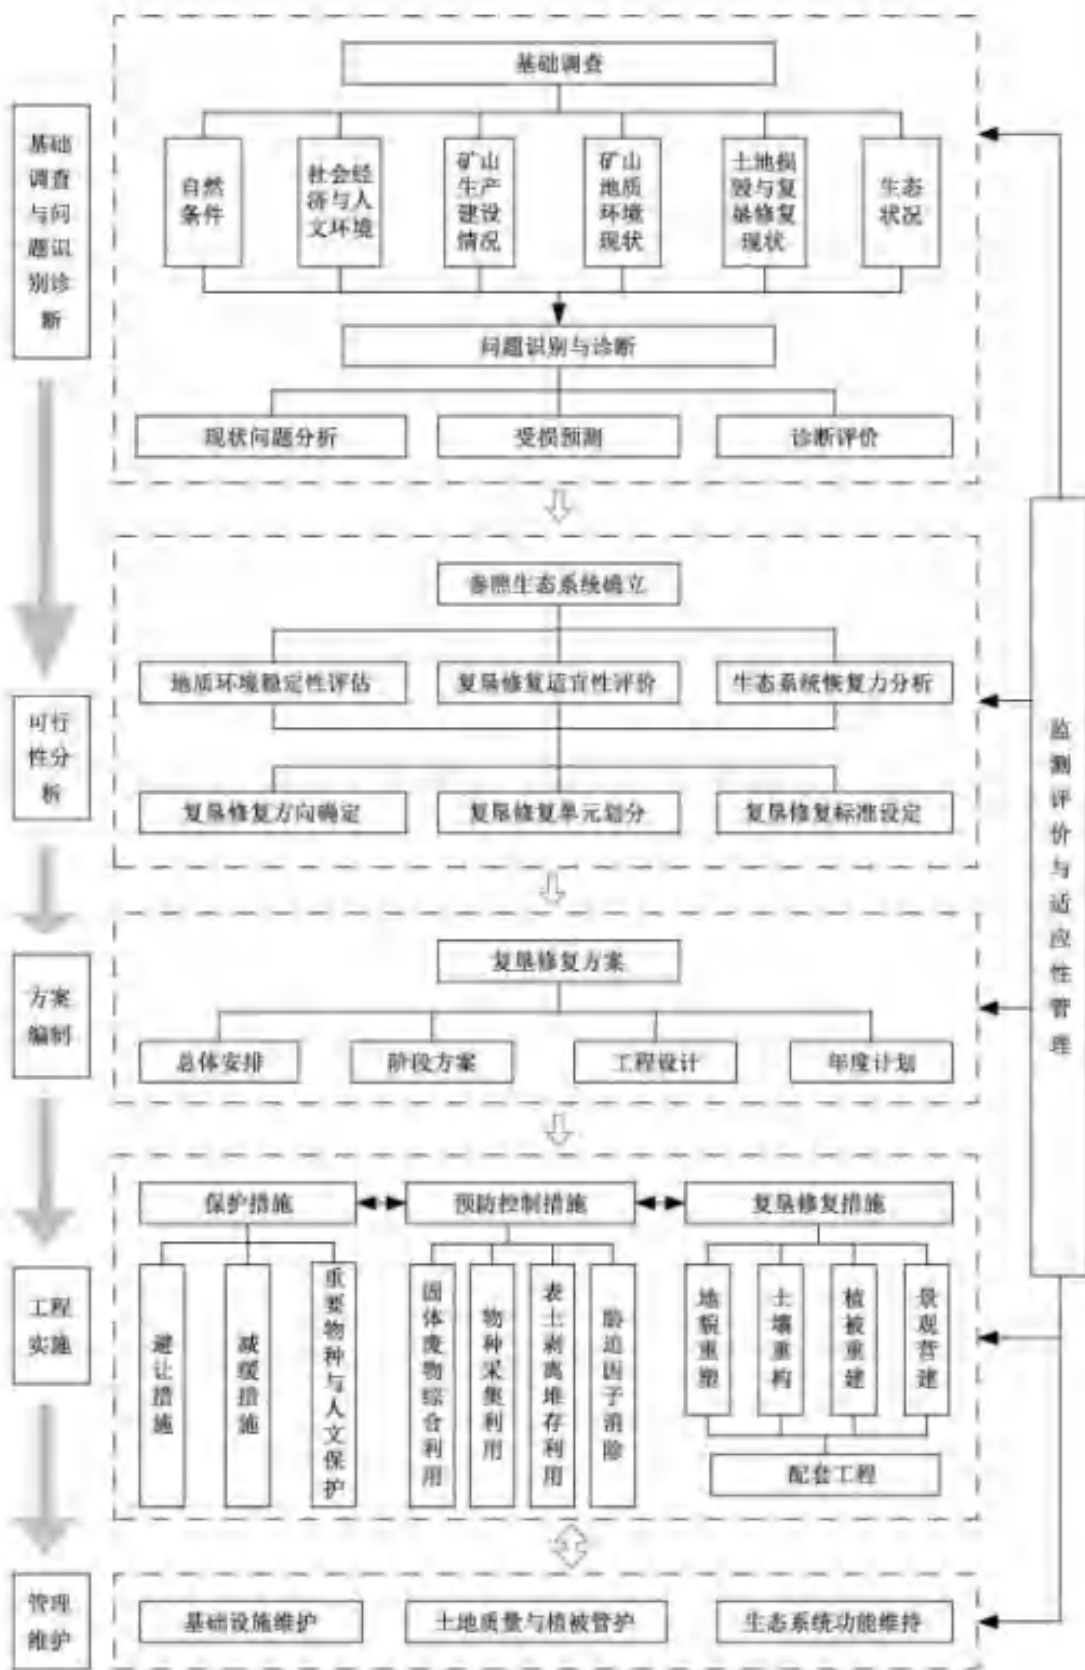 基础调查
基础
调查
与问
题识
别诊
断
自然
条件
社会经
济与人
文环境
矿山
生产
建设
情况
矿山
地质
环境
现状
土地损
毁与复
垦修复
现状
生态
状况
问题识别与诊断
现状问题分析
受损预测
诊断评价
参照生态系统确立
可行
性分
析
地质环境稳定性评估
复垦修复适宜性评价
生态系统恢复力分析
复垦修复方向确定
复垦修复单元划分
复垦修复标准设定
监测评价与适应性管理
方案
编制
复垦修复方案
总体安排
阶段方案
工程设计
年度计划
工程
实施
保护措施
预防控制措施
复垦修复措施
避让措施
减缓措施
重要物种与人文保护
固体废物综合利用
物种采集利用
表土剥离堆存利用
胁迫因子消除
地貌重塑
土壤重构
植被重建
景观营建
配套工程
管理
维护
基础设施维护
土地质量与植被管护
生态系统功能维持